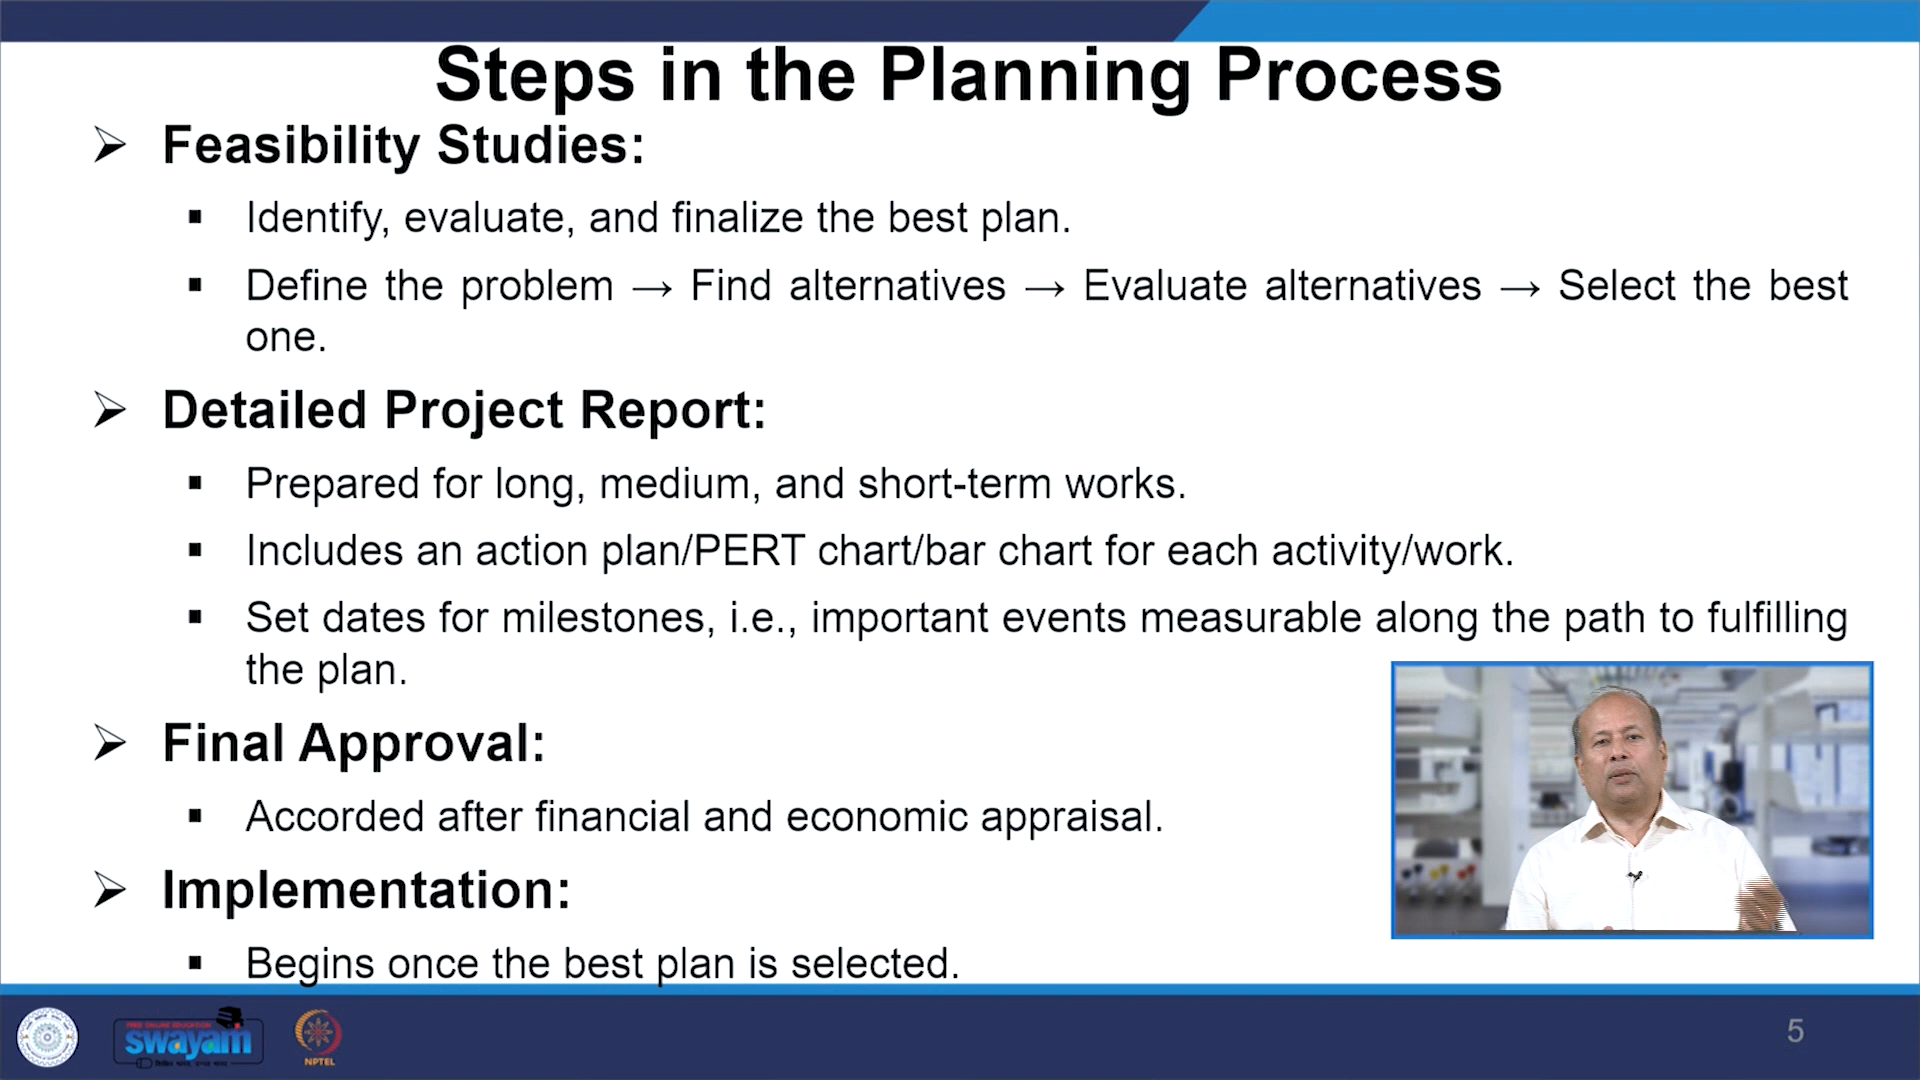 Steps in the Planning Process
➢ Feasibility Studies:
▪ Identify, evaluate, and finalize the best plan.
▪ Define the problem → Find alternatives → Evaluate alternatives → Select the best
one.
➢ Detailed Project Report:
▪ Prepared for long, medium, and short-term works.
▪ Includes an action plan/PERT chart/bar chart for each activity/work.
▪ Set dates for milestones, i.e., important events measurable along the path to fulfilling
the plan.
➢ Final Approval:
▪ Accorded after financial and economic appraisal.
➢ Implementation:
▪ Begins once the best plan is selected.
FREE ONLINE EDUCATION
swayam
NPTEL
5